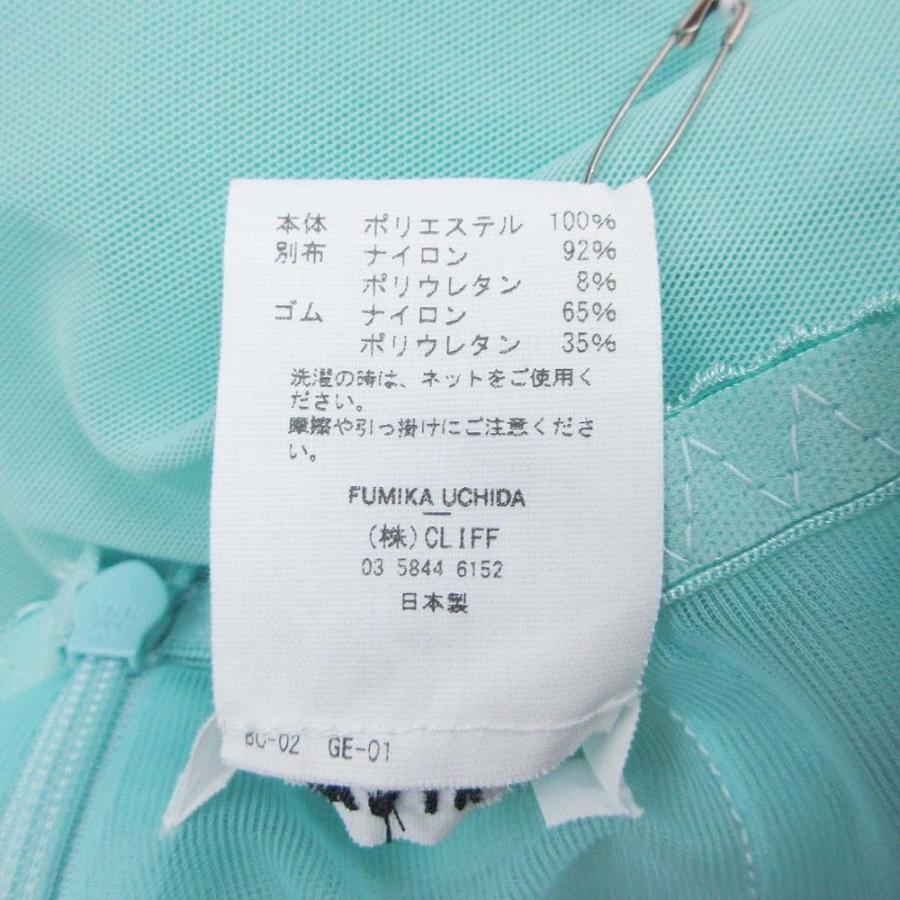 本体 ポリエステル 100%
別布 ナイロン 92%
ポリウレタン 8%
ゴム ナイロン 65%
ポリウレタン 35%
洗濯の時は、ネットをご使用く
ださい。
摩擦や引っ掛けにご注意くださ
い。
FUMIKA UCHIDA
(株)CLIFF
03 5844 6152
日本製
GE-01